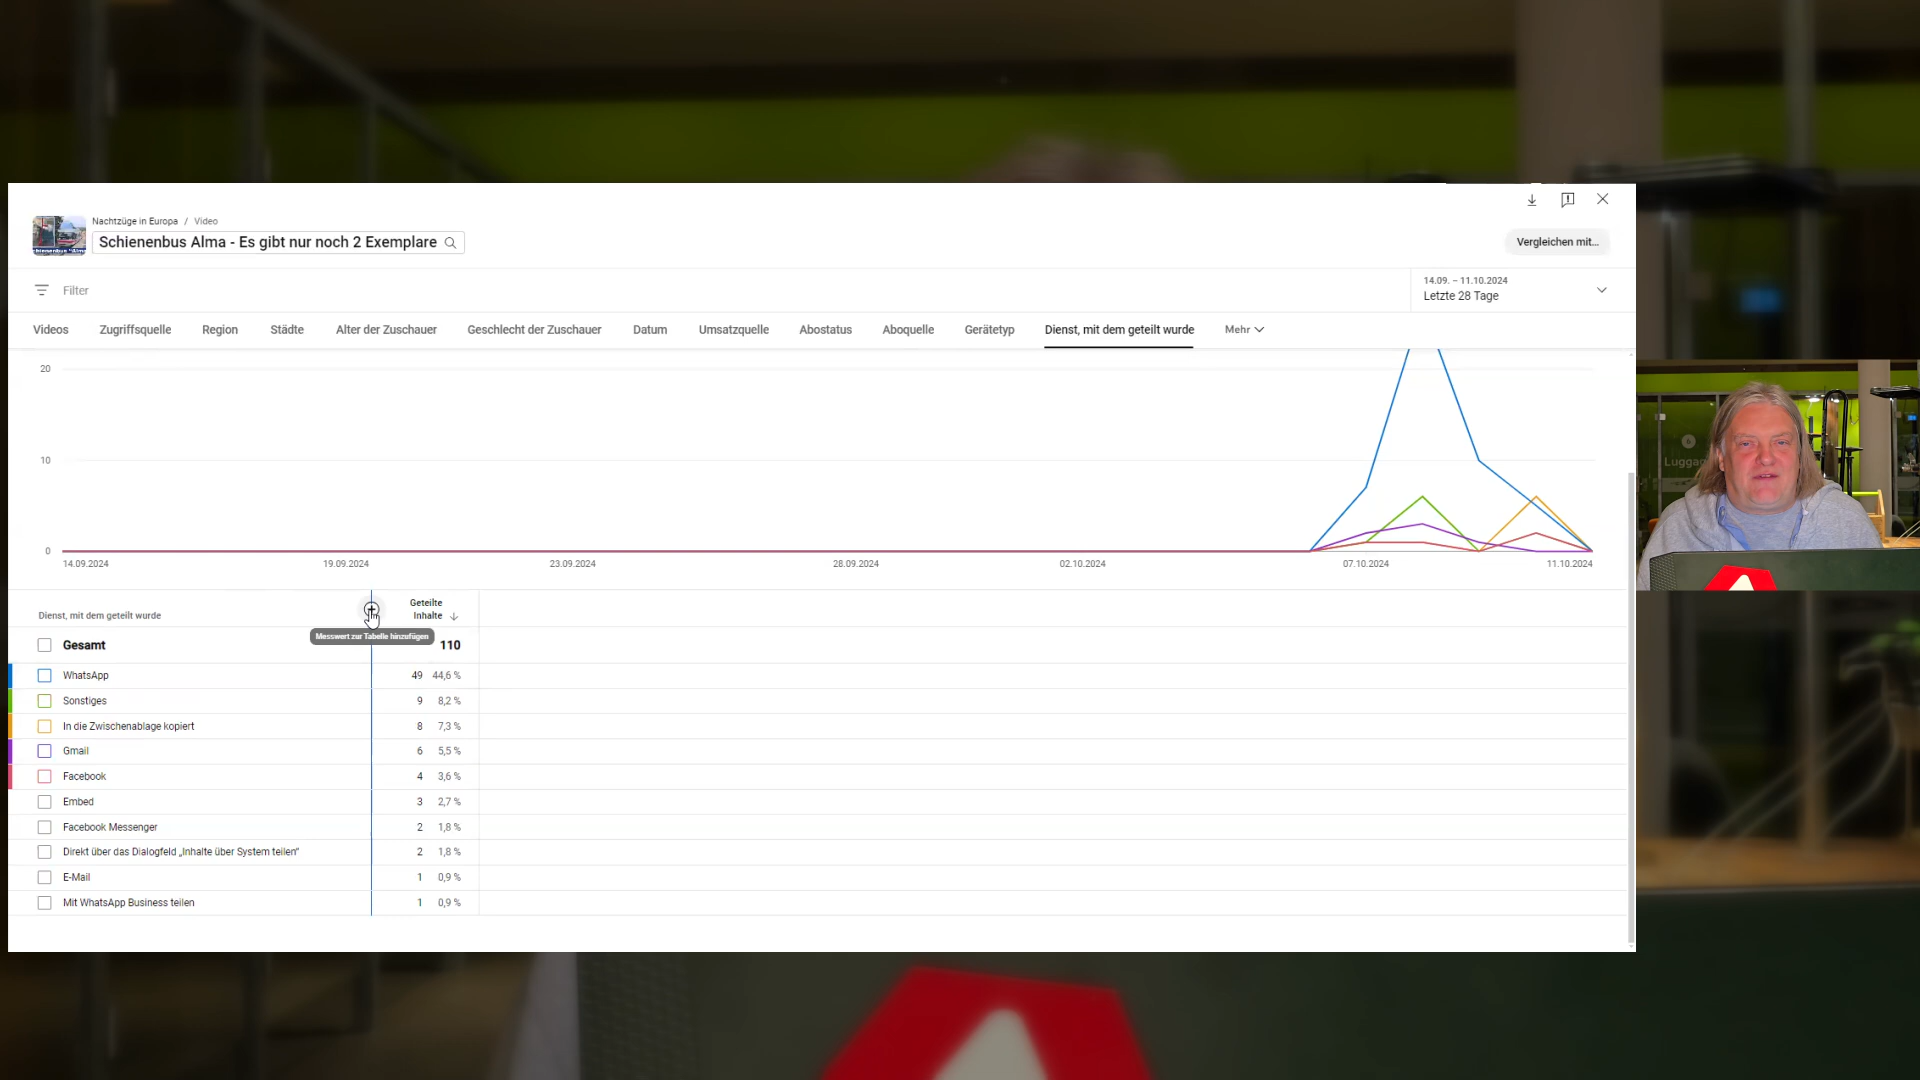 Nachtzüge in Europa / Video
Schienenbus Alma - Es gibt nur noch 2 Exemplare
Vergleichen mit...
Filter
14.09. – 11.10.2024
Letzte 28 Tage
Videos Zugriffsquelle Region Städte Alter der Zuschauer Geschlecht der Zuschauer Datum Umsatzquelle Abostatus Aboquelle Gerätetyp Dienst, mit dem geteilt wurde Mehr
20
10
0
14.09.2024 19.09.2024 23.09.2024 28.09.2024 02.10.2024 07.10.2024 11.10.2024
Dienst, mit dem geteilt wurde
Geteilte
Inhalte
Messwert zur Tabelle hinzufügen
Gesamt 110
WhatsApp 49 44,6 %
Sonstiges 9 8,2 %
In die Zwischenablage kopiert 8 7,3 %
Gmail 6 5,5 %
Facebook 4 3,6 %
Embed 3 2,7 %
Facebook Messenger 2 1,8 %
Direkt über das Dialogfeld „Inhalte über System teilen“ 2 1,8 %
E-Mail 1 0,9 %
Mit WhatsApp Business teilen 1 0,9 %